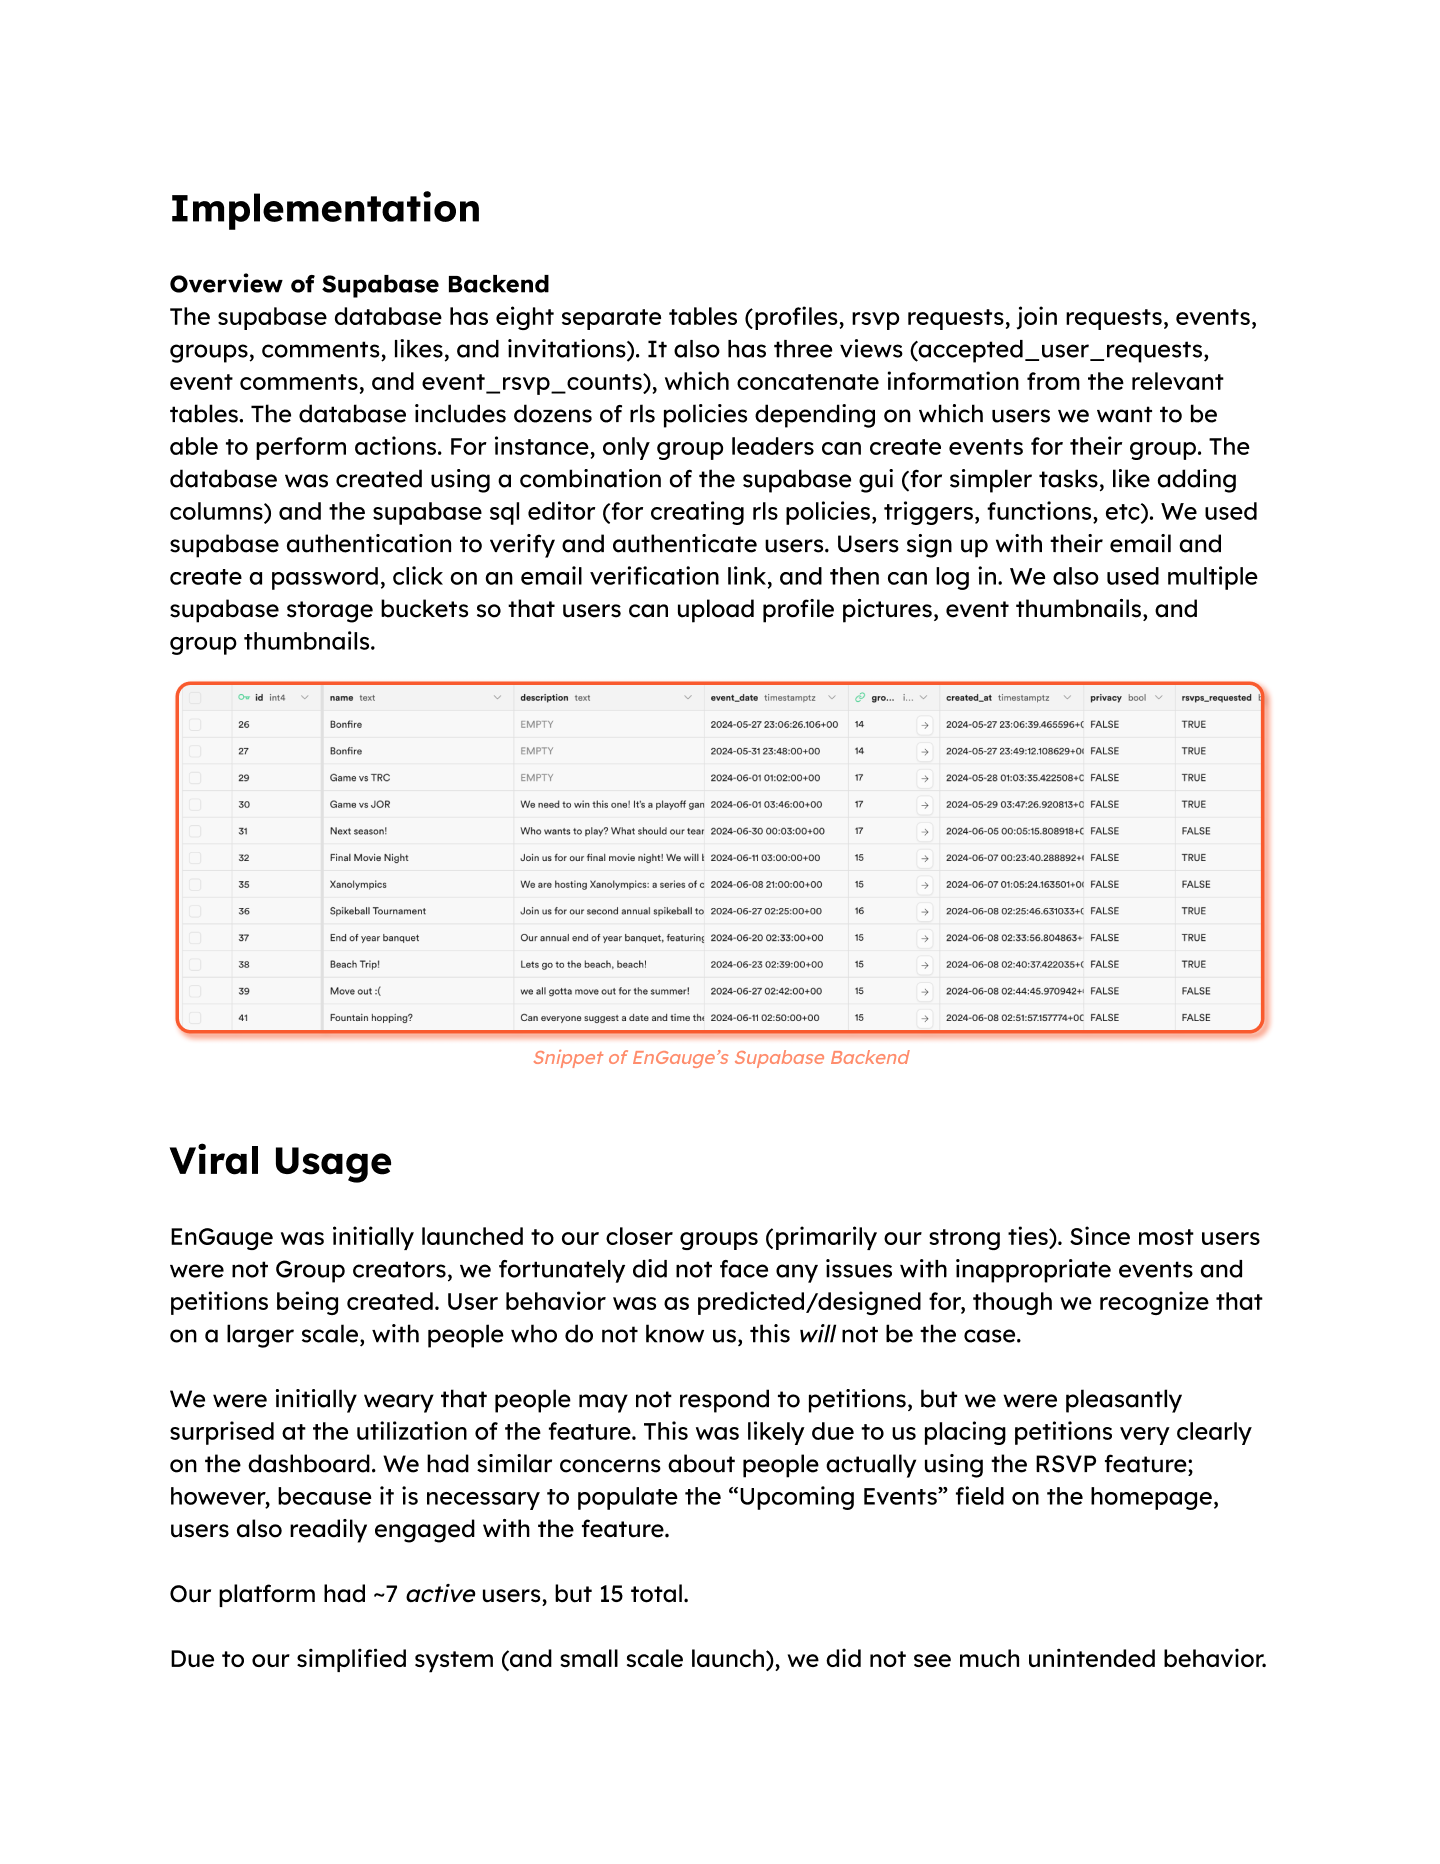 Implementation
Overview of Supabase Backend
The supabase database has eight separate tables (profiles, rsvp requests, join requests, events,
groups, comments, likes, and invitations). It also has three views (accepted_user_requests,
event comments, and event_rsvp_counts), which concatenate information from the relevant
tables. The database includes dozens of rls policies depending on which users we want to be
able to perform actions. For instance, only group leaders can create events for their group. The
database was created using a combination of the supabase gui (for simpler tasks, like adding
columns) and the supabase sql editor (for creating rls policies, triggers, functions, etc). We used
supabase authentication to verify and authenticate users. Users sign up with their email and
create a password, click on an email verification link, and then can log in. We also used multiple
supabase storage buckets so that users can upload profile pictures, event thumbnails, and
group thumbnails.
id int4 name text description text event_date timestamptz gro... i... created_at timestamptz privacy bool rsvps_requested
26 Bonfire EMPTY 2024-05-27 23:06:26.106+00 14 → 2024-05-27 23:06:39.465596+0 FALSE TRUE
27 Bonfire EMPTY 2024-05-31 23:48:00+00 14 → 2024-05-27 23:49:12.108629+00 FALSE TRUE
29 Game vs TRC EMPTY 2024-06-01 01:02:00+00 17 → 2024-05-28 01:03:35.422508+0 FALSE TRUE
30 Game vs JOR We need to win this one! It's a playoff gam 2024-06-01 03:46:00+00 17 → 2024-05-29 03:47:26.920813+0 FALSE TRUE
31 Next season! Who wants to play? What should our tear 2024-06-30 00:03:00+00 17 → 2024-06-05 00:05:15.808918+0 FALSE FALSE
32 Final Movie Night Join us for our final movie night! We will 2024-06-11 03:00:00+00 15 → 2024-06-07 00:23:40.288892+ FALSE TRUE
35 Xanolympics We are hosting Xanolympics: a series of c 2024-06-08 21:00:00+00 15 → 2024-06-07 01:05:24.163501+00 FALSE FALSE
36 Spikeball Tournament Join us for our second annual spikeball to 2024-06-27 02:25:00+00 16 → 2024-06-08 02:25:46.631033+0 FALSE TRUE
37 End of year banquet Our annual end of year banquet, featuring 2024-06-20 02:33:00+00 15 → 2024-06-08 02:33:56.804863+ FALSE TRUE
38 Beach Trip! Lets go to the beach, beach! 2024-06-23 02:39:00+00 15 → 2024-06-08 02:40:37.422035+ FALSE TRUE
39 Move out :( we all gotta move out for the summer! 2024-06-27 02:42:00+00 15 → 2024-06-08 02:44:45.970942+ FALSE FALSE
41 Fountain hopping? Can everyone suggest a date and time the 2024-06-11 02:50:00+00 15 → 2024-06-08 02:51:57.157774+00 FALSE FALSE
Snippet of EnGauge's Supabase Backend
Viral Usage
EnGauge was initially launched to our closer groups (primarily our strong ties). Since most users
were not Group creators, we fortunately did not face any issues with inappropriate events and
petitions being created. User behavior was as predicted/designed for, though we recognize that
on a larger scale, with people who do not know us, this will not be the case.
We were initially weary that people may not respond to petitions, but we were pleasantly
surprised at the utilization of the feature. This was likely due to us placing petitions very clearly
on the dashboard. We had similar concerns about people actually using the RSVP feature;
however, because it is necessary to populate the “Upcoming Events” field on the homepage,
users also readily engaged with the feature.
Our platform had ~7 active users, but 15 total.
Due to our simplified system (and small scale launch), we did not see much unintended behavior.